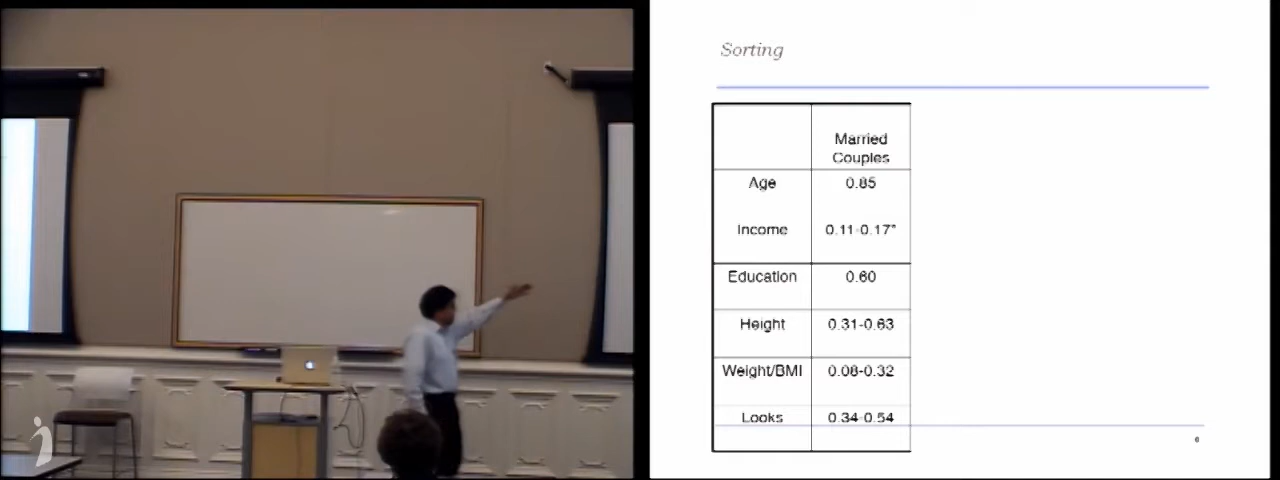 Sorting
Married
Couples
Age 0.85
Income 0.11-0.17*
Education 0.60
Height 0.31-0.63
Weight/BMI 0.08-0.32
Looks 0.34-0.54
6